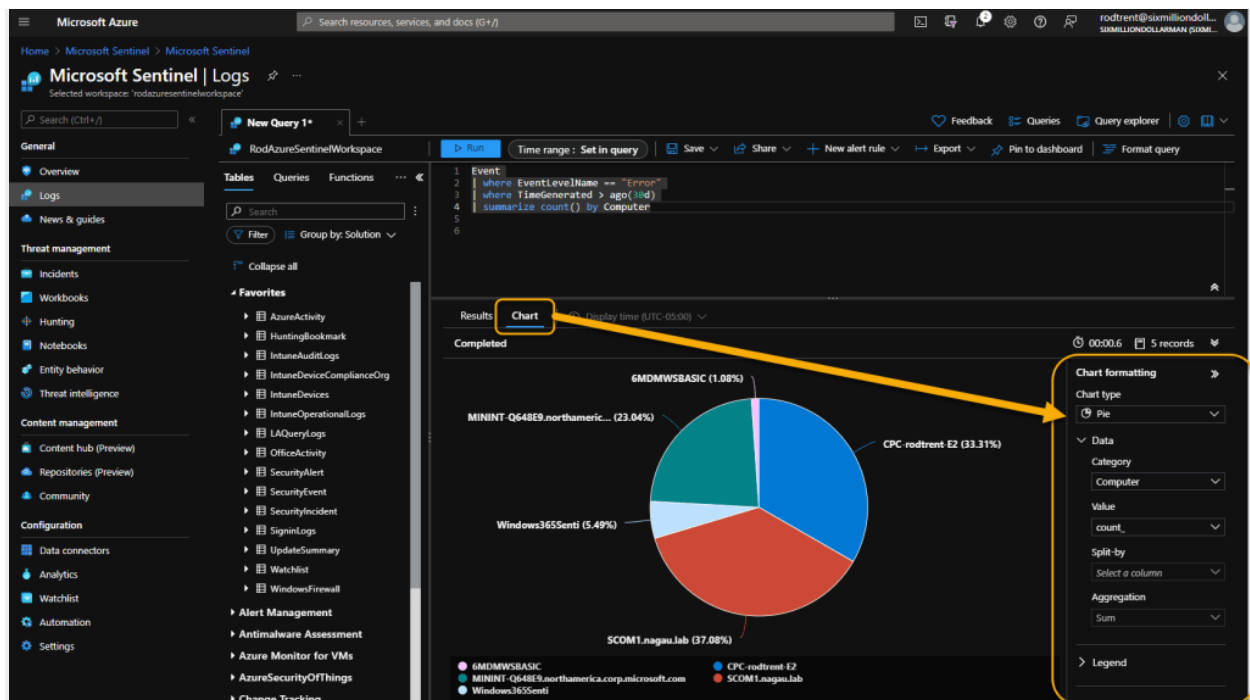 Microsoft Azure
Search resources, services, and docs (G+/)
2
rodtrent@sixmilliondoll...
SIXMILLIONDOLLARMAN (SIXMI...
Home > Microsoft Sentinel > Microsoft Sentinel
Microsoft Sentinel | Logs
Selected workspace: 'rodazuresentinelworkspace'
Search (Ctrl+/)
General
Overview
Logs
News & guides
Threat management
Incidents
Workbooks
Hunting
Notebooks
Entity behavior
Threat intelligence
Content management
Content hub (Preview)
Repositories (Preview)
Community
Configuration
Data connectors
Analytics
Watchlist
Automation
Settings
New Query 1*
Feedback
Queries
Query explorer
RodAzureSentinelWorkspace
Run
Time range : Set in query
Save
Share
New alert rule
Export
Pin to dashboard
Format query
Tables
Queries
Functions
Search
Filter
Group by: Solution
Collapse all
Favorites
AzureActivity
HuntingBookmark
IntuneAuditLogs
IntuneDeviceComplianceOrg
IntuneDevices
IntuneOperationalLogs
LAQueryLogs
OfficeActivity
SecurityAlert
SecurityEvent
SecurityIncident
SigninLogs
UpdateSummary
Watchlist
WindowsFirewall
Alert Management
Antimalware Assessment
Azure Monitor for VMs
AzureSecurityOfThings
Change Tracking
1 Event
2 | where EventLevelName == "Error"
3 | where TimeGenerated > ago(30d)
4 | summarize count() by Computer
5
6
Results
Chart
Display time (UTC-05:00)
Completed
00:00.6
5 records
6MDMWSBASIC (1.08%)
MININT-Q648E9.northameric... (23.04%)
CPC-rodtrent-E2 (33.31%)
Windows365Senti (5.49%)
SCOM1.nagau.lab (37.08%)
6MDMWSBASIC
CPC-rodtrent-E2
MININT-Q648E9.northamerica.corp.microsoft.com
SCOM1.nagau.lab
Windows365Senti
Chart formatting
Chart type
Pie
Data
Category
Computer
Value
count_
Split-by
Select a column
Aggregation
Sum
Legend